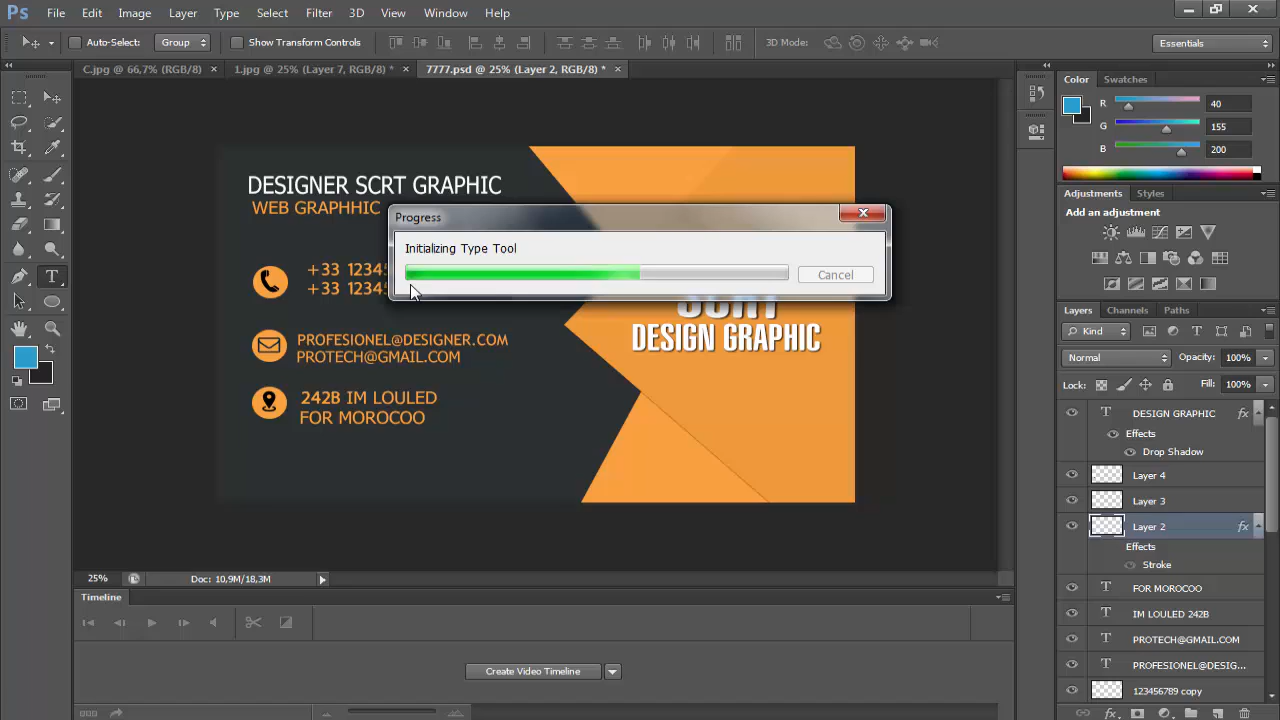 Ps File Edit Image Layer Type Select Filter 3D View Window Help
Auto-Select: Group Show Transform Controls 3D Mode: Essentials
C.jpg @ 66,7% (RGB/8) 1.jpg @ 25% (Layer 7, RGB/8) * 7777.psd @ 25% (Layer 2, RGB/8) *
Color Swatches
R 40
G 155
B 200
Adjustments Styles
Add an adjustment
DESIGNER SCRT GRAPHIC
WEB GRAPHHIC
Progress
Initializing Type Tool
Cancel
+33 12345
+33 12345
SCRT
DESIGN GRAPHIC
PROFESIONEL@DESIGNER.COM
PROTECH@GMAIL.COM
242B IM LOULED
FOR MOROCOO
Layers Channels Paths
Kind
Normal Opacity: 100%
Lock: Fill: 100%
DESIGN GRAPHIC fx
Effects
Drop Shadow
Layer 4
Layer 3
Layer 2 fx
Effects
Stroke
FOR MOROCOO
IM LOULED 242B
PROTECH@GMAIL.COM
PROFESIONEL@DESIG...
123456789 copy
25% Doc: 10,9M/18,3M
Timeline
Create Video Timeline